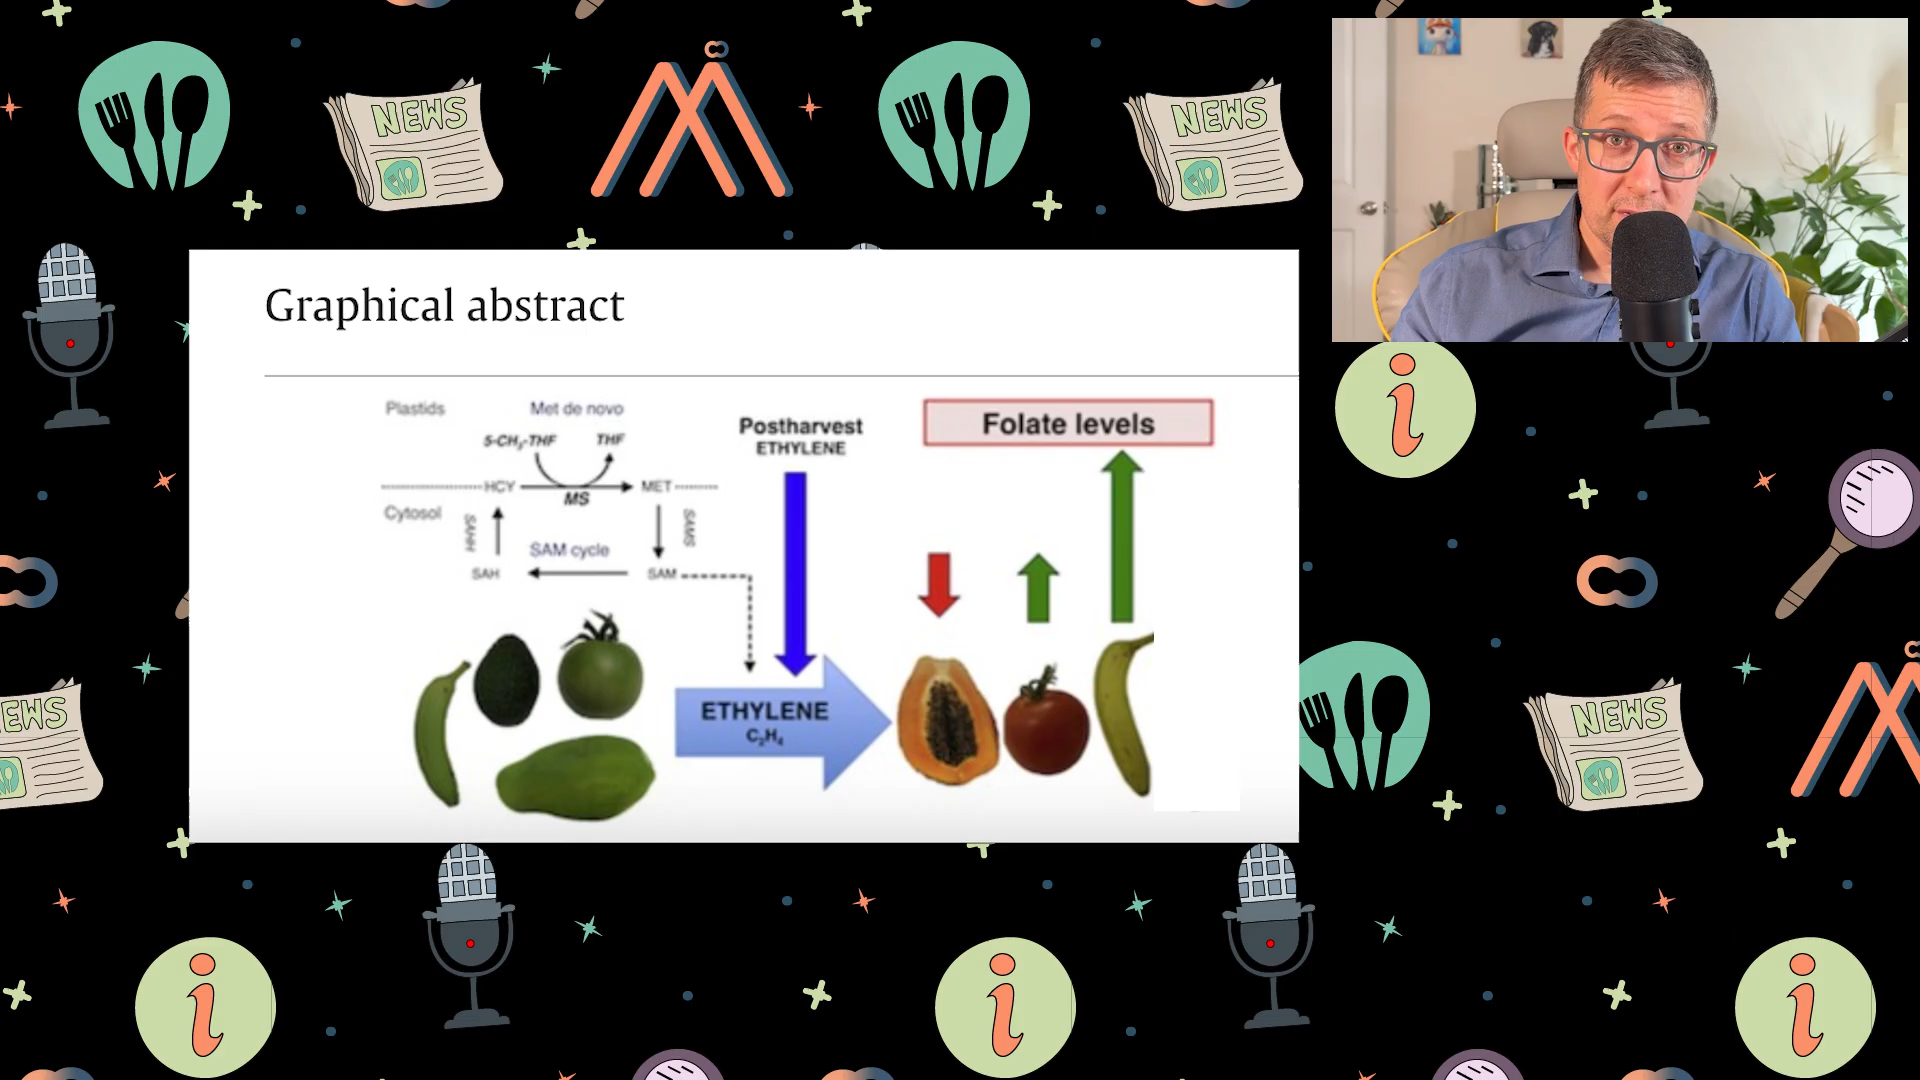 NEWS
NEWS
Graphical abstract
Plastids
Met de novo
5-CH3-THF
THF
HCY
MS
MET
Cytosol
SAHH
SAMS
SAM cycle
SAH
SAM
Postharvest
ETHYLENE
Folate levels
ETHYLENE
C2H4
EWS
NEWS